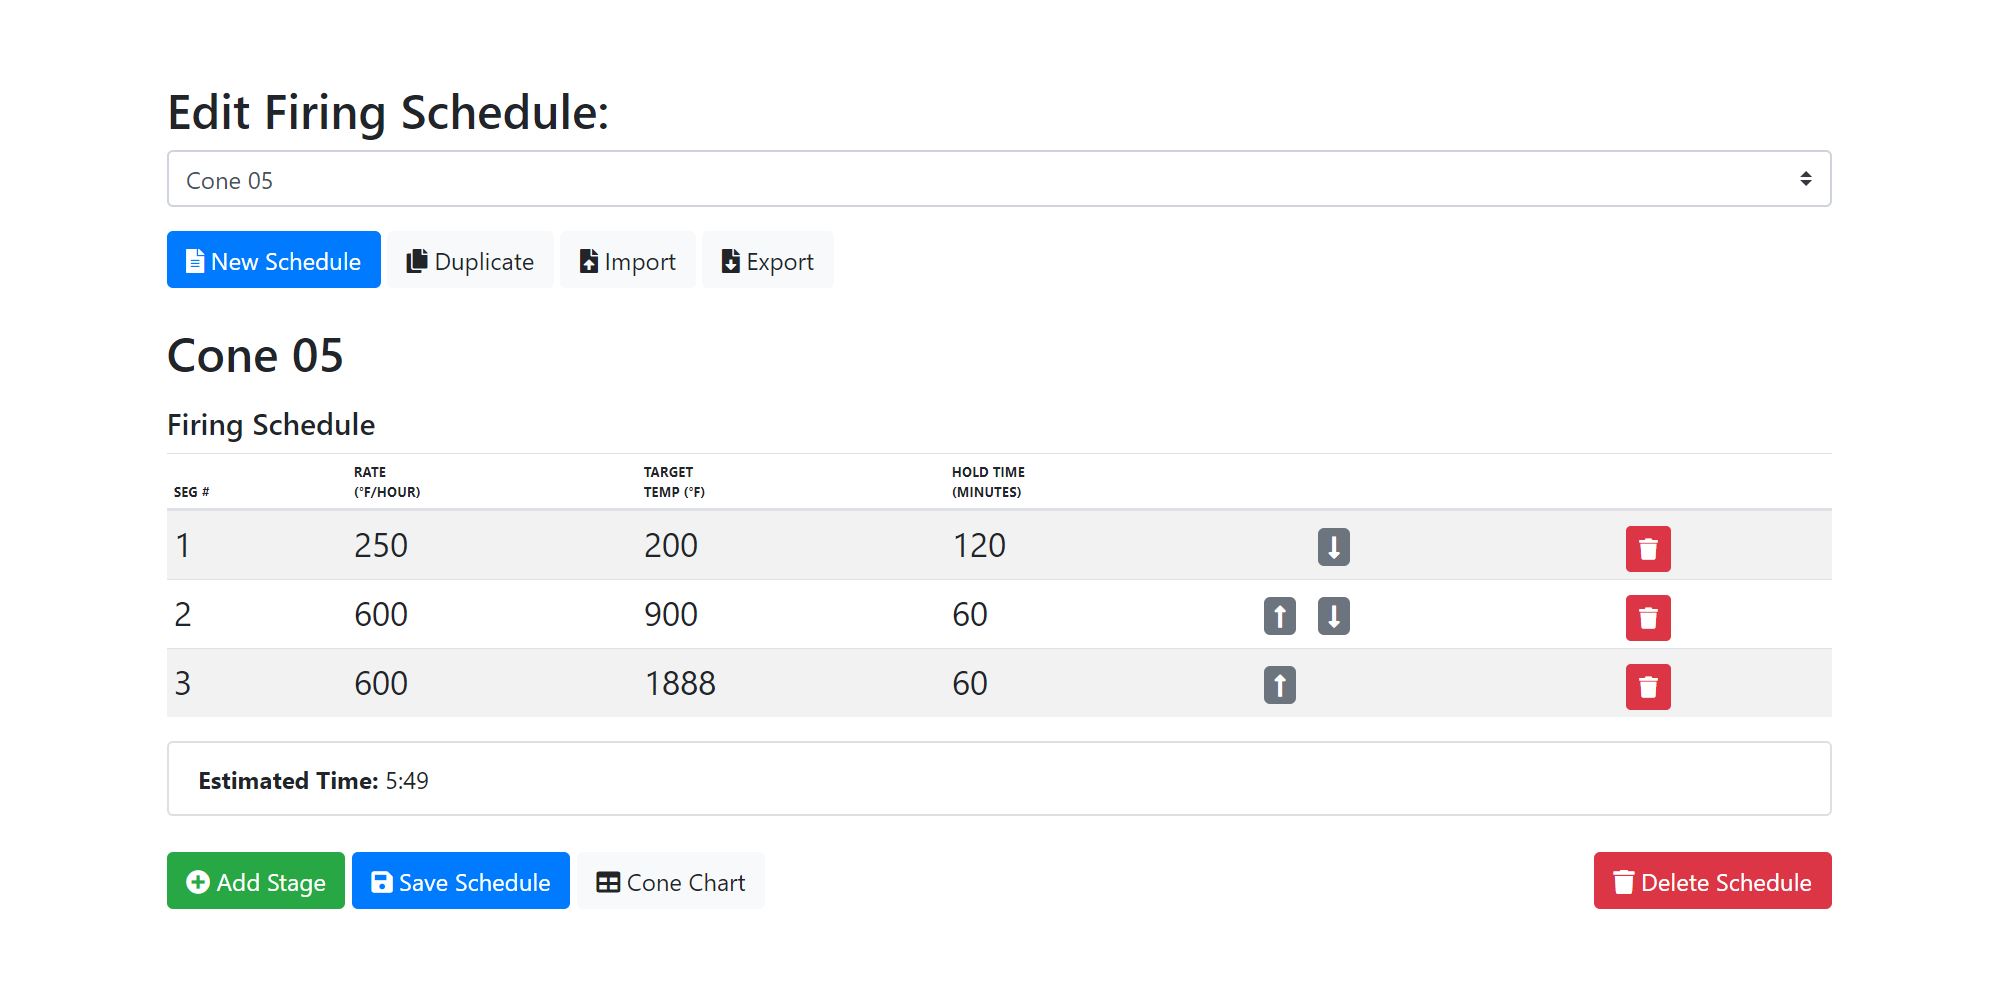 Edit Firing Schedule:
Cone 05
New Schedule Duplicate Import Export
Cone 05
Firing Schedule
SEG # RATE (°F/HOUR) TARGET TEMP (°F) HOLD TIME (MINUTES)
1 250 200 120
2 600 900 60
3 600 1888 60
Estimated Time: 5:49
Add Stage Save Schedule Cone Chart Delete Schedule